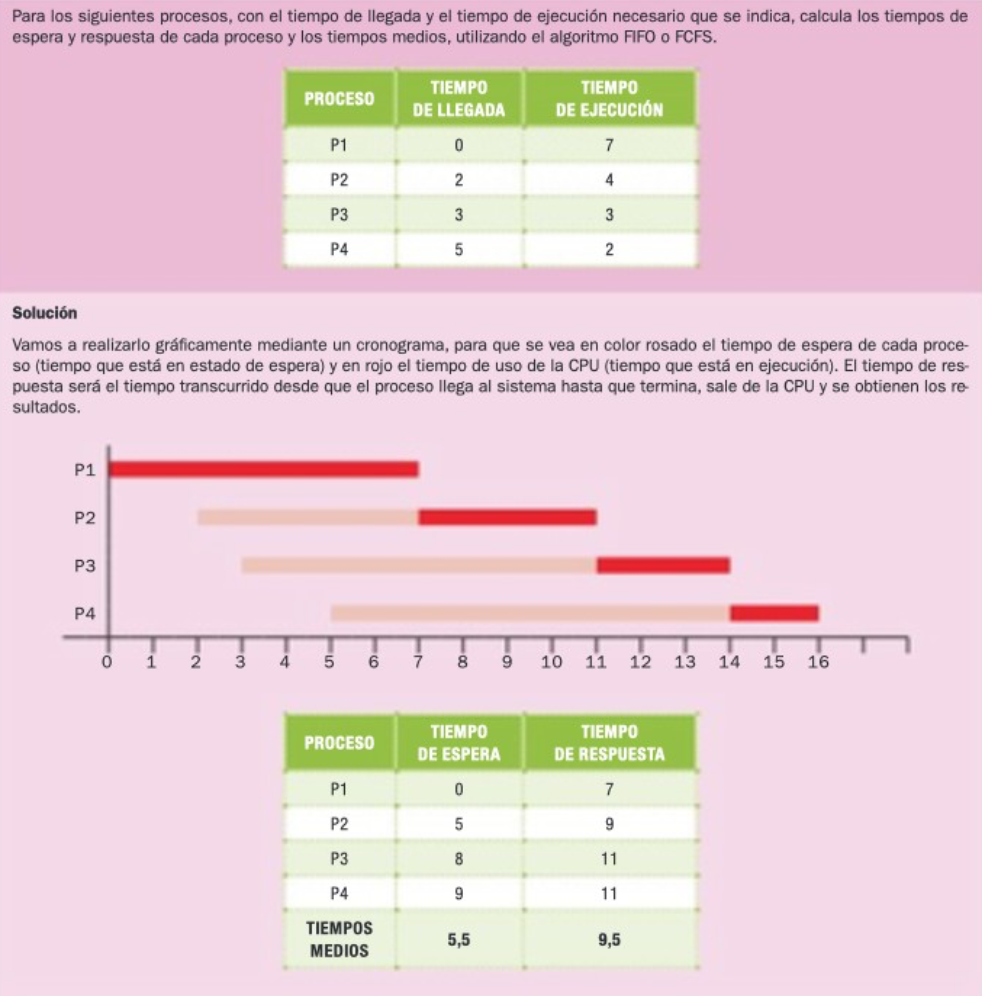 Para los siguientes procesos, con el tiempo de llegada y el tiempo de ejecución necesario que se indica, calcula los tiempos de
espera y respuesta de cada proceso y los tiempos medios, utilizando el algoritmo FIFO o FCFS.
PROCESO TIEMPO DE LLEGADA TIEMPO DE EJECUCIÓN
P1 0 7
P2 2 4
P3 3 3
P4 5 2
Solución
Vamos a realizarlo gráficamente mediante un cronograma, para que se vea en color rosado el tiempo de espera de cada proce-
so (tiempo que está en estado de espera) y en rojo el tiempo de uso de la CPU (tiempo que está en ejecución). El tiempo de res-
puesta será el tiempo transcurrido desde que el proceso llega al sistema hasta que termina, sale de la CPU y se obtienen los re-
sultados.
P1
P2
P3
P4
0 1 2 3 4 5 6 7 8 9 10 11 12 13 14 15 16
PROCESO TIEMPO DE ESPERA TIEMPO DE RESPUESTA
P1 0 7
P2 5 9
P3 8 11
P4 9 11
TIEMPOS MEDIOS 5,5 9,5